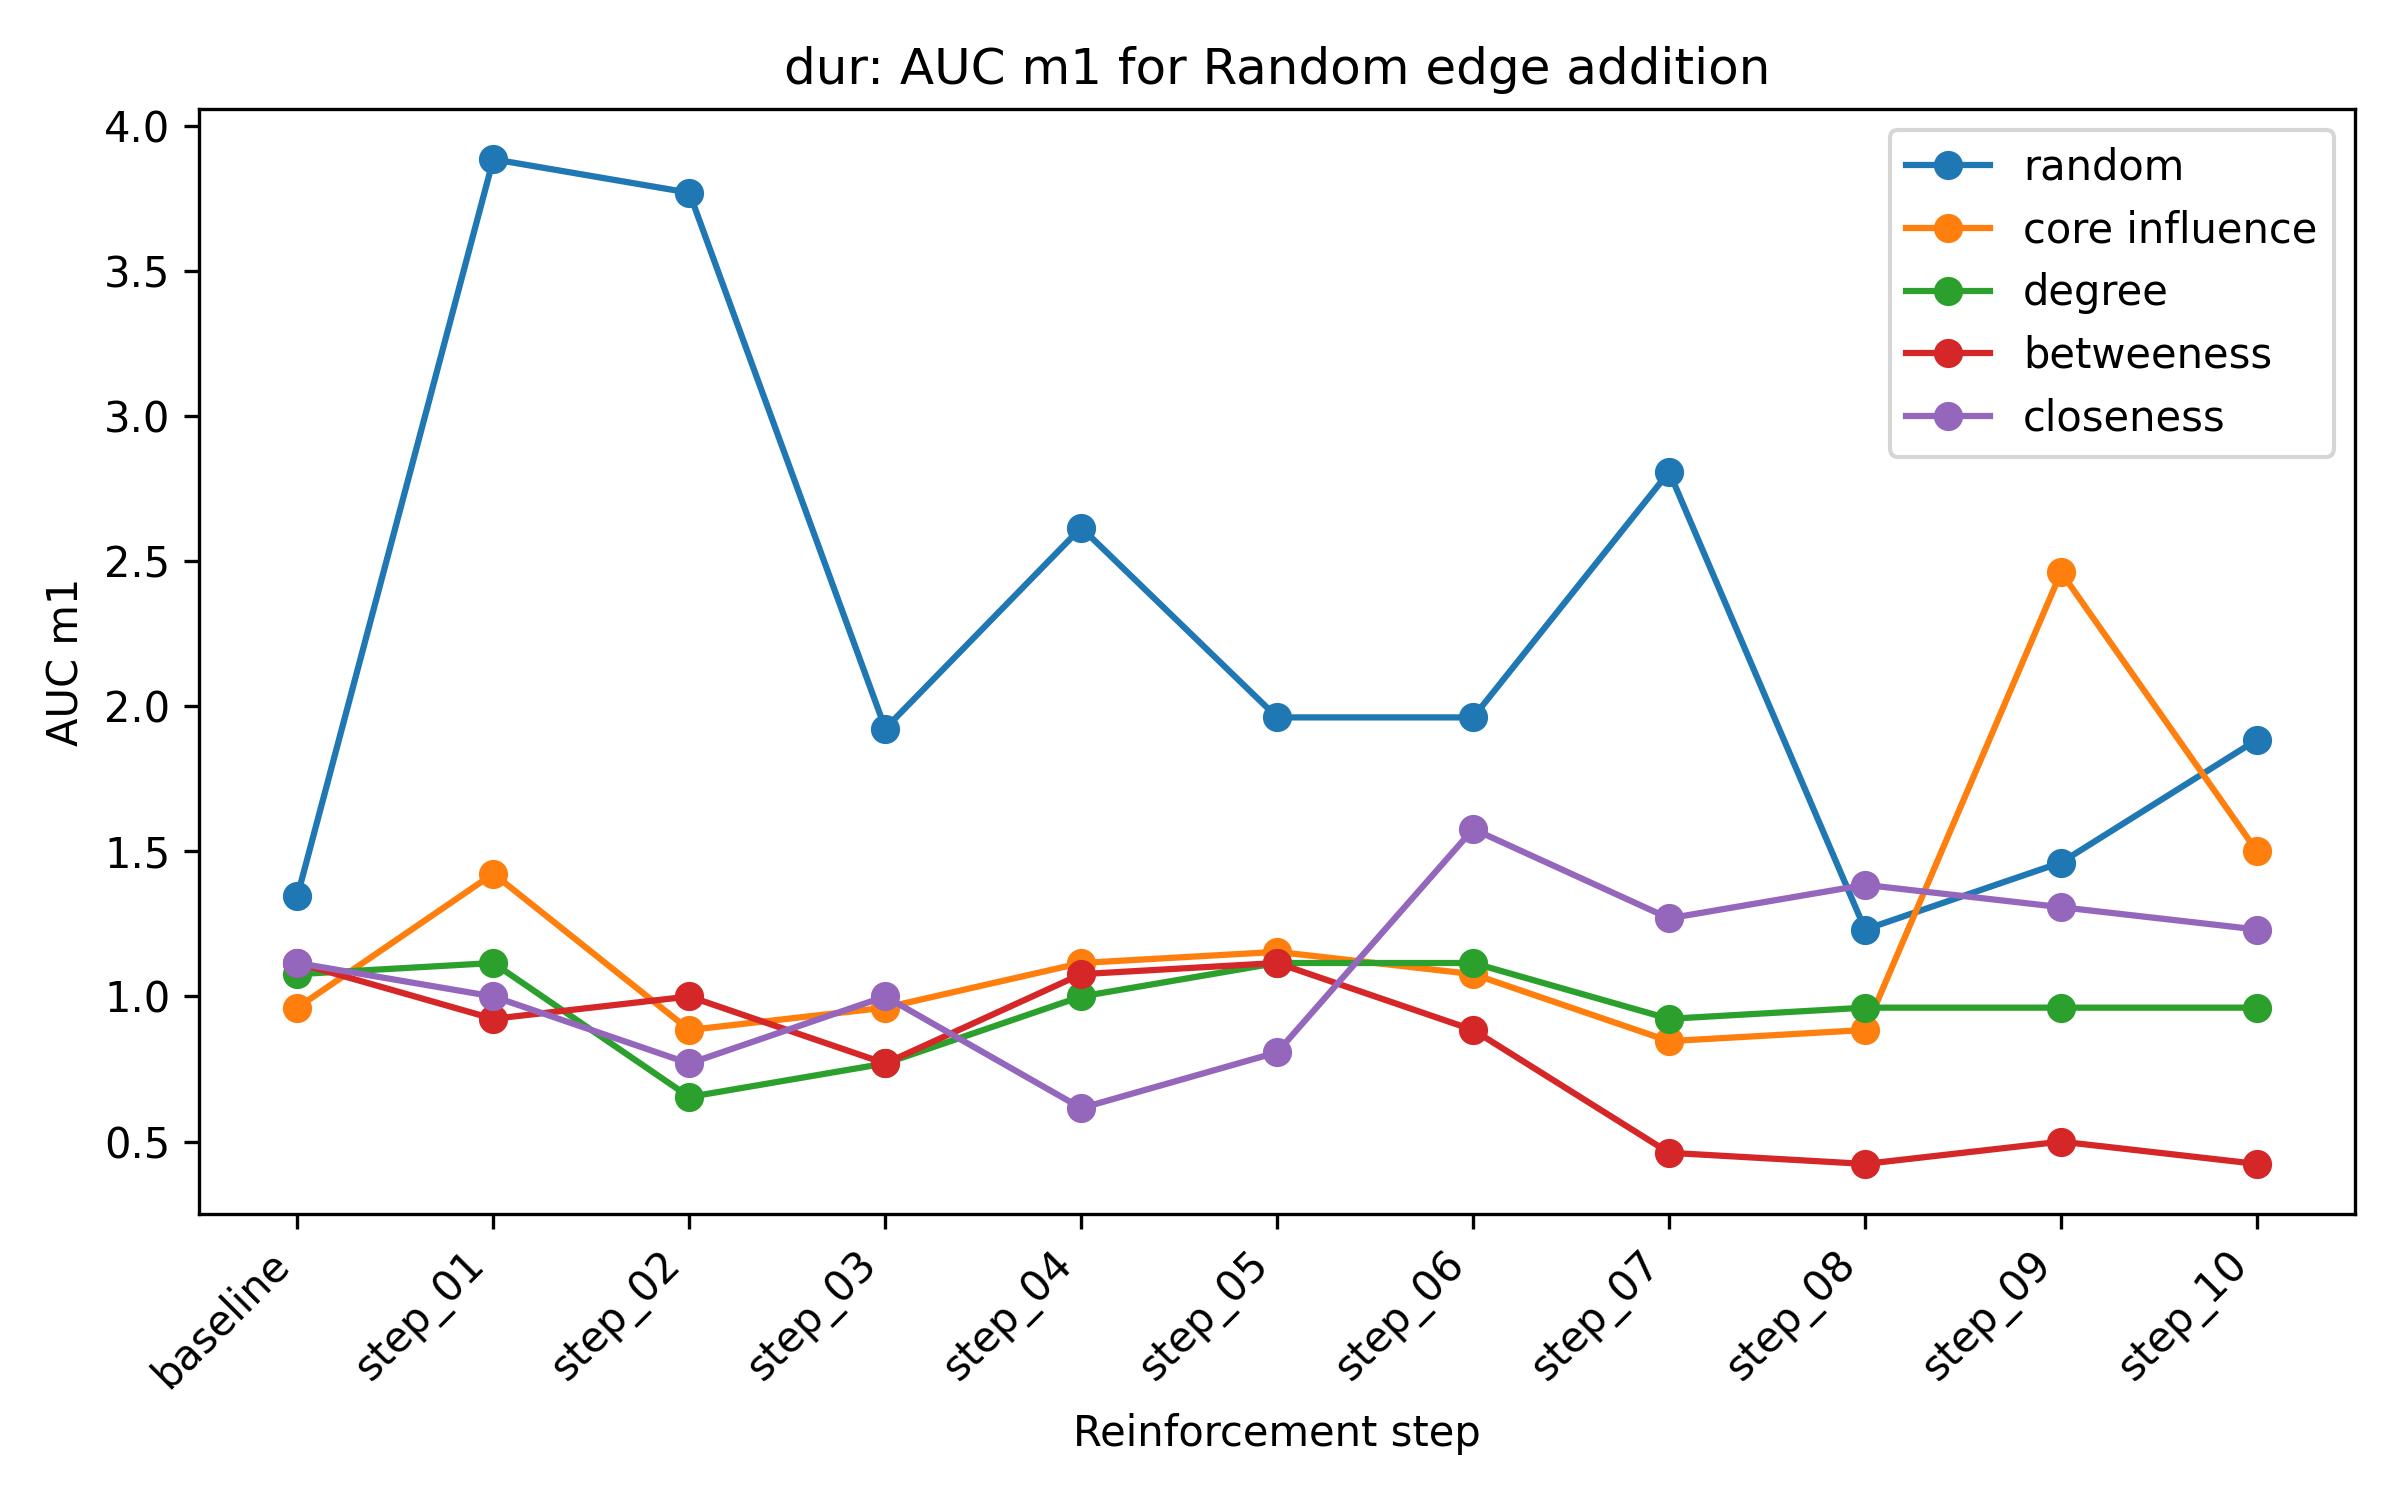 dur: AUC m1 for Random edge addition
4.0
3.5
3.0
2.5
2.0
1.5
1.0
0.5
AUC m1
random
core influence
degree
betweeness
closeness
baseline
step_01
step_02
step_03
step_04
step_05
step_06
step_07
step_08
step_09
step_10
Reinforcement step